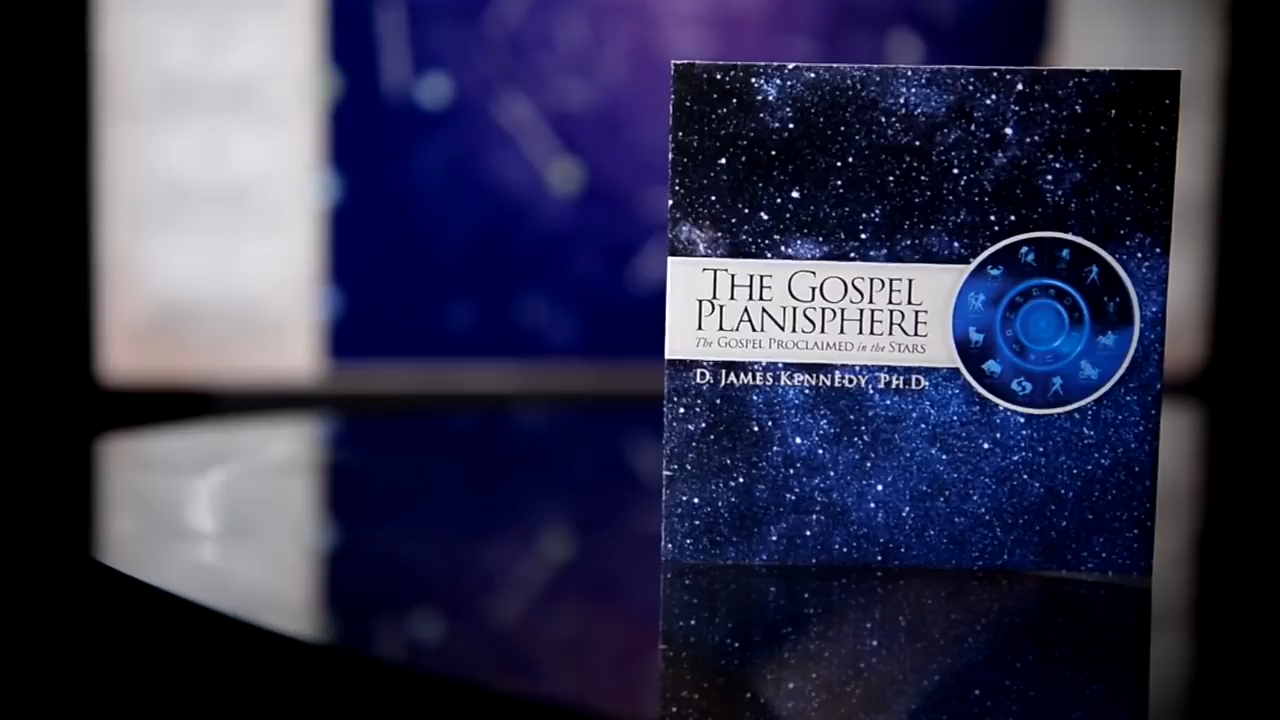 THE GOSPEL
PLANISPHERE
The GOSPEL PROCLAIMED in the STARS
D. JAMES KENNEDY, PH.D.